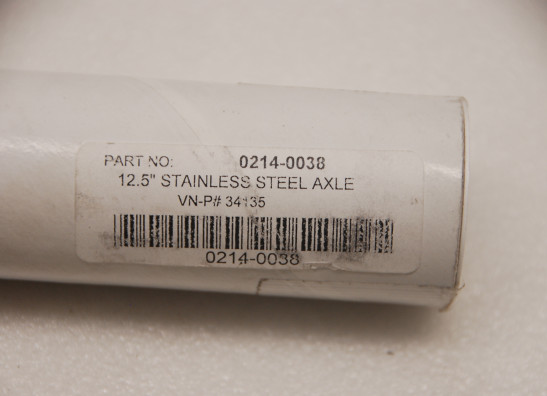 PART NO: 0214-0038
12.5" STAINLESS STEEL AXLE
VN-P# 34135
0214-0038